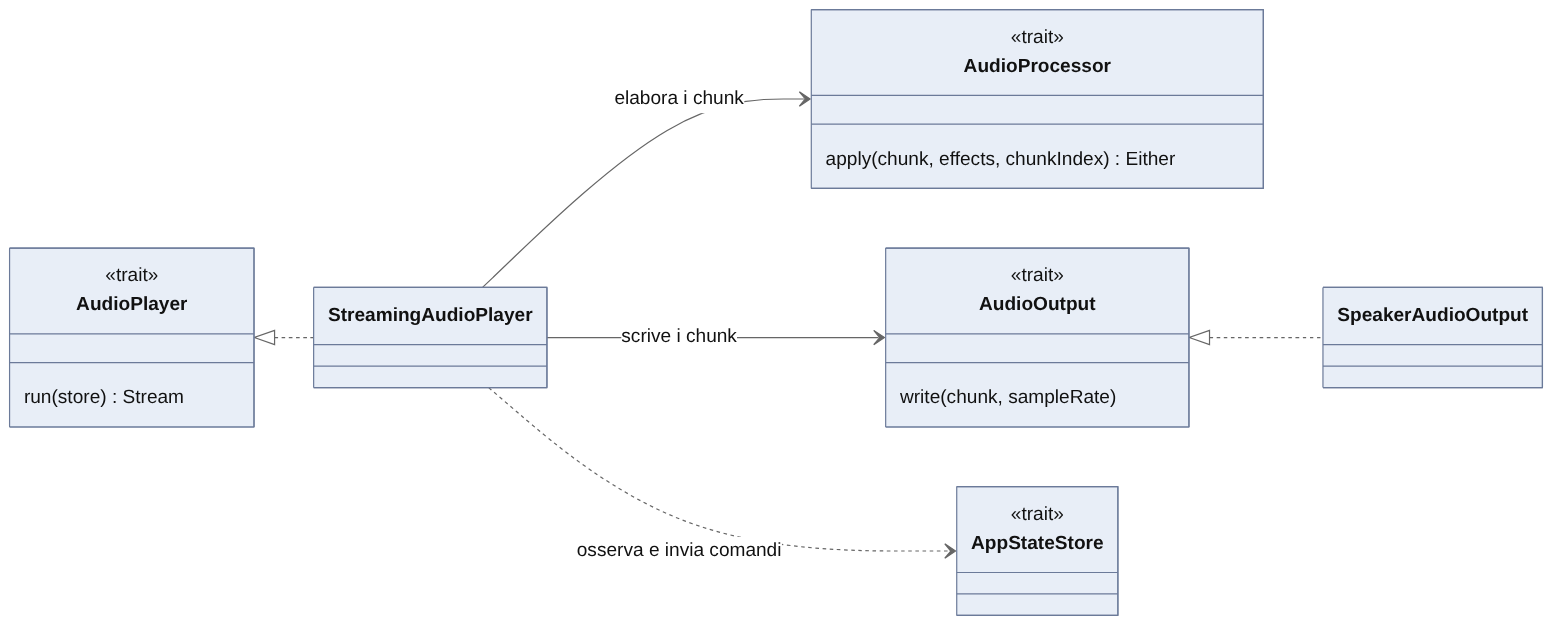 «trait»
AudioProcessor
elabora i chunk
apply(chunk, effects, chunkIndex) : Either
«trait»
AudioPlayer
run(store) : Stream
StreamingAudioPlayer
scrive i chunk
«trait»
AudioOutput
write(chunk, sampleRate)
SpeakerAudioOutput
osserva e invia comandi
«trait»
AppStateStore